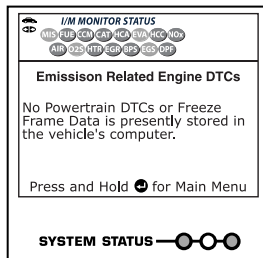 I/M MONITOR STATUS
MIS FUE CCM CAT HCA EVA HCC NOx
AIR O2S HTR EGR BPS EGS DPF
Emissison Related Engine DTCs
No Powertrain DTCs or Freeze
Frame Data is presently stored in
the vehicle's computer.
Press and Hold for Main Menu
SYSTEM STATUS